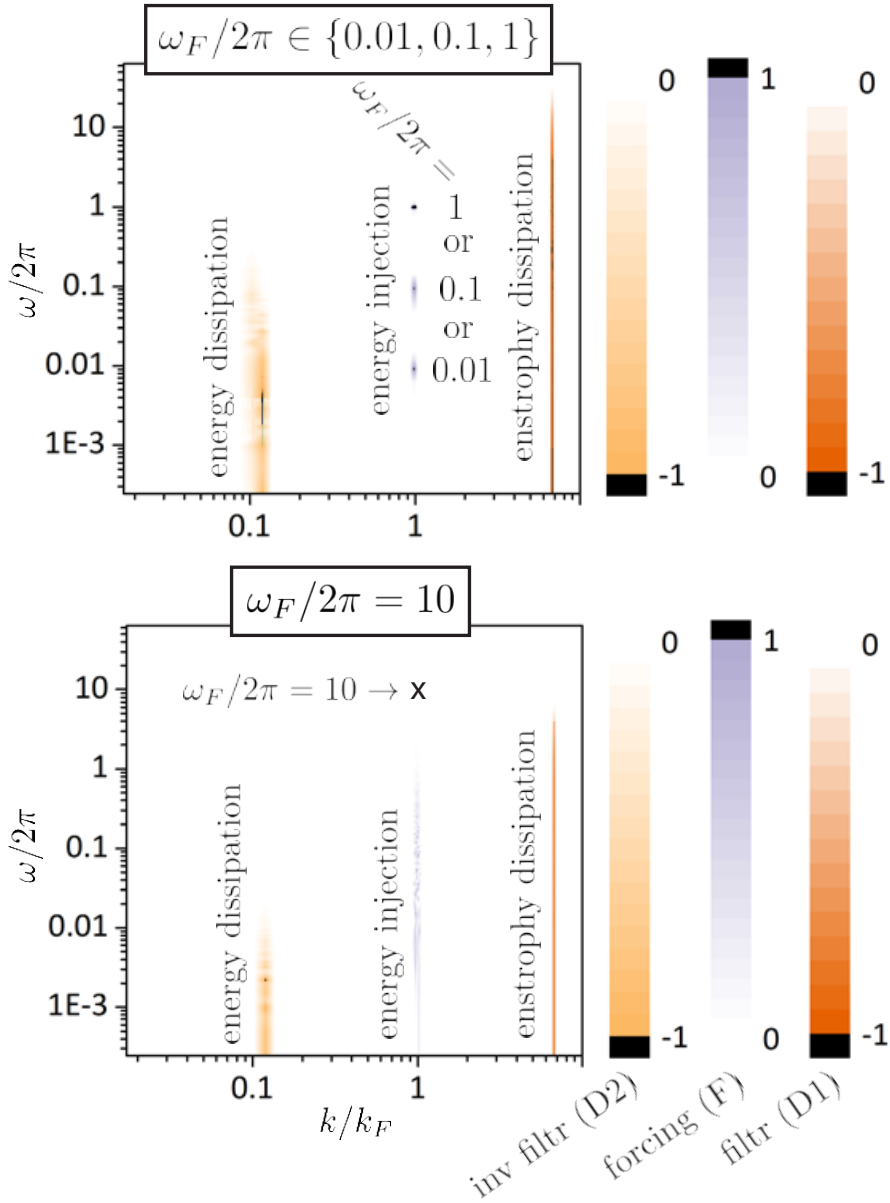 ω_F/2π ∈ {0.01, 0.1, 1}
ω/2π
10
1
0.1
0.01
1E-3
0.1
1
energy dissipation
energy injection
ω_F/2π =
1
or
0.1
or
0.01
enstrophy dissipation
0
-1
1
0
0
-1
ω_F/2π = 10
ω/2π
10
1
0.1
0.01
1E-3
0.1
1
k/k_F
ω_F/2π = 10 → x
energy dissipation
energy injection
enstrophy dissipation
0
-1
1
0
0
-1
inv filtr (D2)
forcing (F)
filtr (D1)